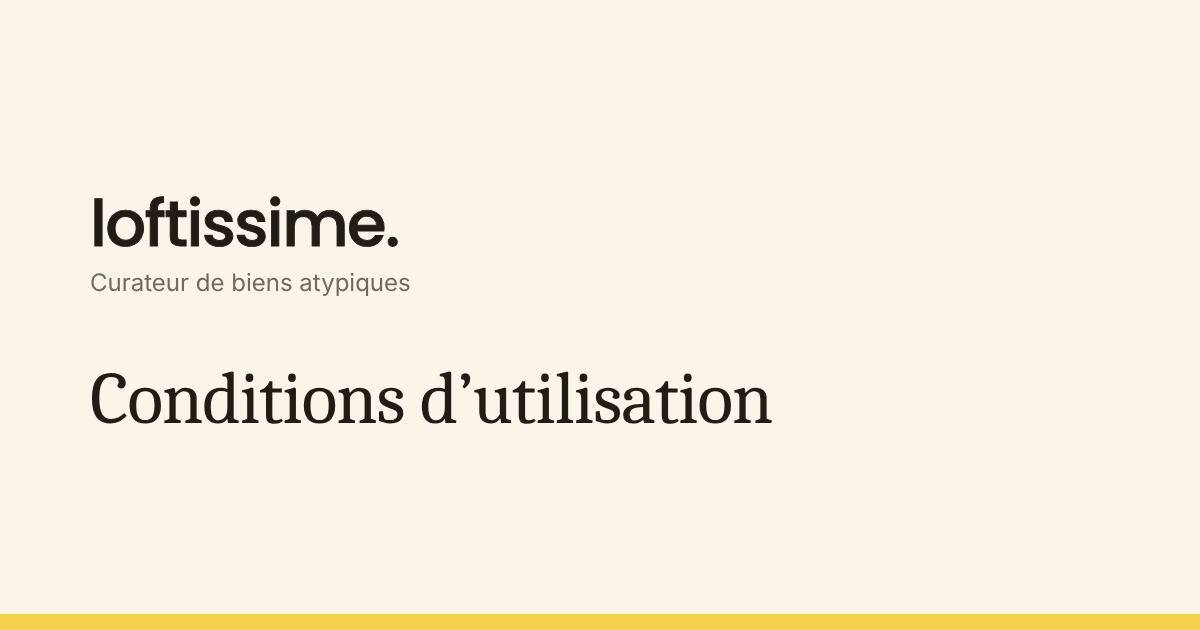 loftissime.
Curateur de biens atypiques
Conditions d’utilisation